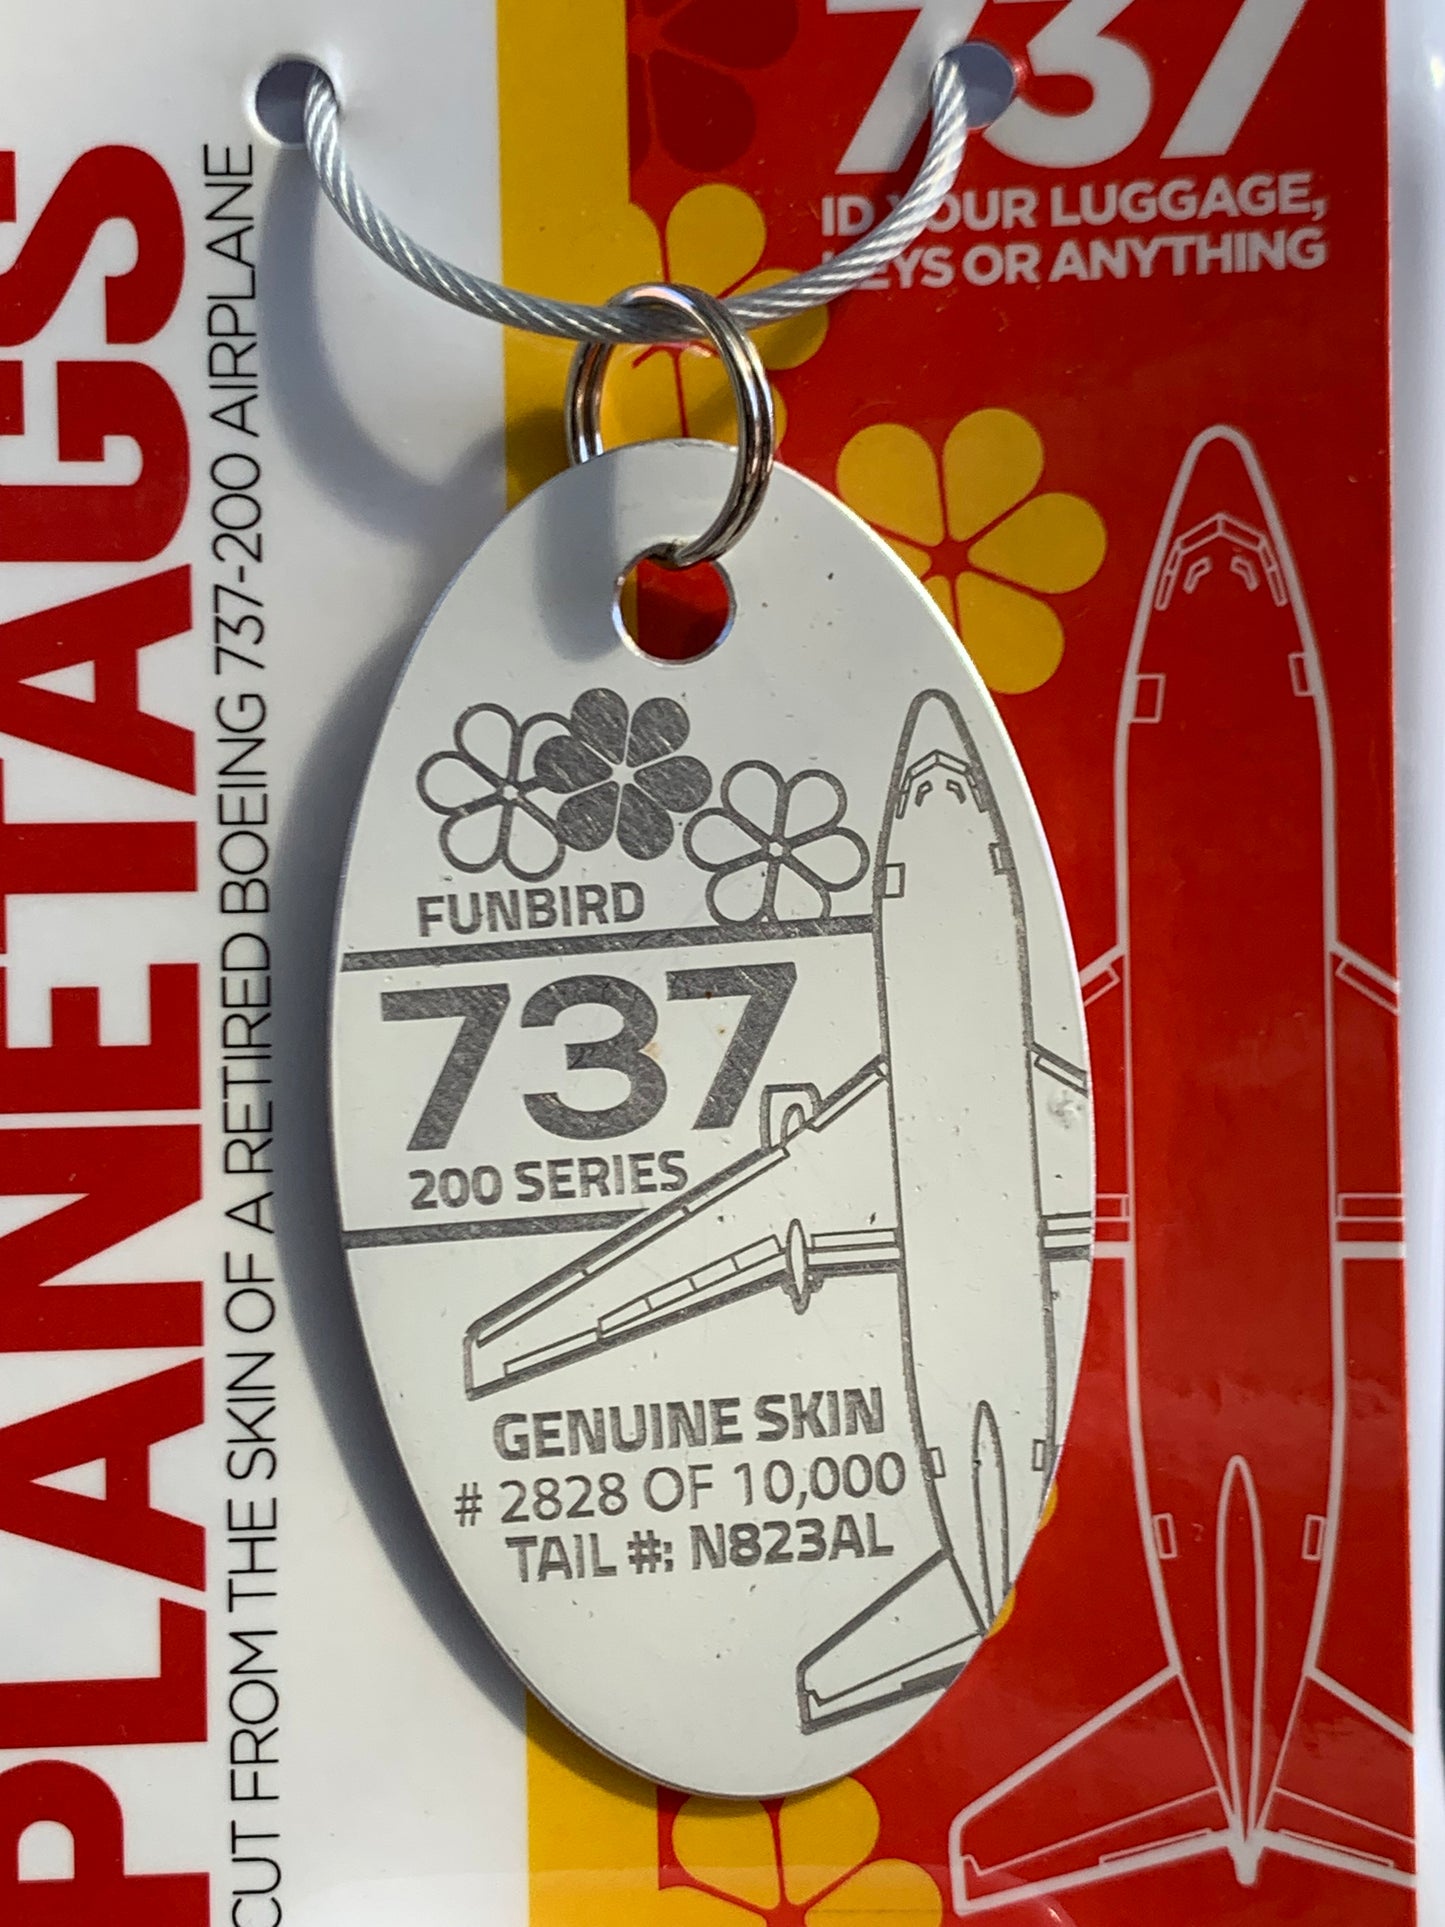 PLANETAGS
CUT FROM THE SKIN OF A RETIRED BOEING 737-200 AIRPLANE
737
ID YOUR LUGGAGE,
KEYS OR ANYTHING
FUNBIRD
737
200 SERIES
GENUINE SKIN
# 2828 OF 10,000
TAIL #: N823AL